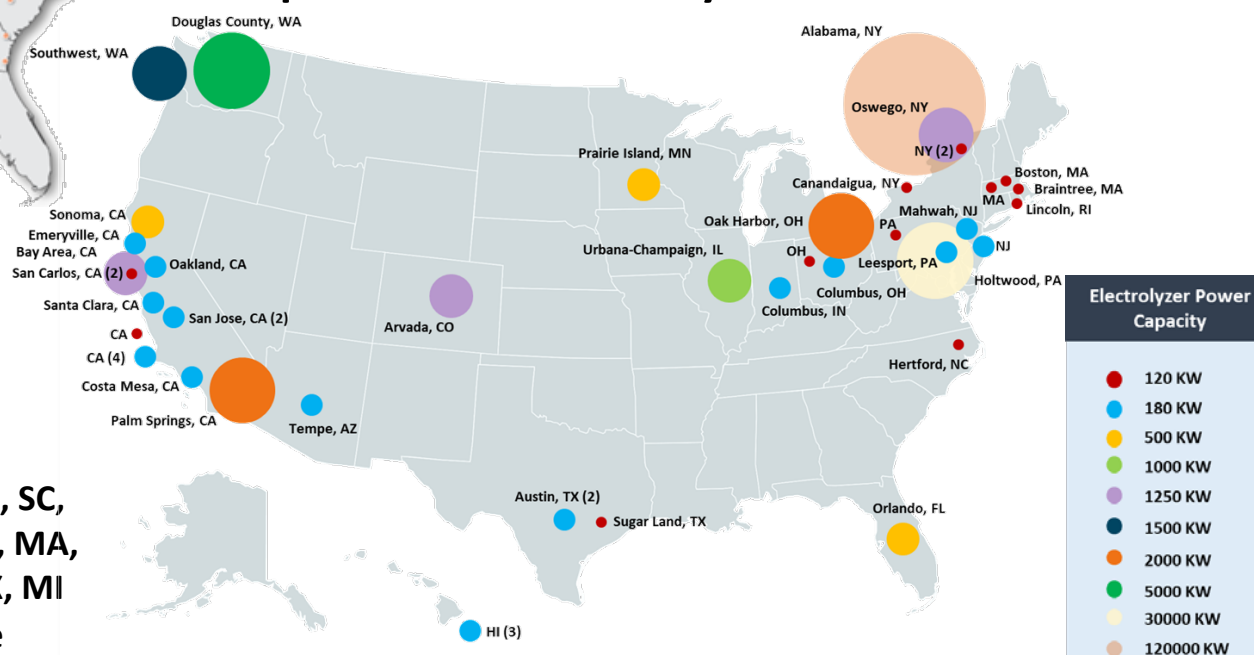 Douglas County, WA
Southwest, WA
Alabama, NY
Oswego, NY
NY (2)
Prairie Island, MN
Canandaigua, NY
Boston, MA
Braintree, MA
MA
Lincoln, RI
Mahwah, NJ
Sonoma, CA
Emeryville, CA
Bay Area, CA
San Carlos, CA (2)
Oakland, CA
Oak Harbor, OH
PA
NJ
Urbana-Champaign, IL
OH
Leesport, PA
Holtwood, PA
Santa Clara, CA
San Jose, CA (2)
Arvada, CO
Columbus, OH
Columbus, IN
CA
CA (4)
Hertford, NC
Costa Mesa, CA
Palm Springs, CA
Tempe, AZ
Austin, TX (2)
Sugar Land, TX
Orlando, FL
HI (3)
, SC,
, MA,
, MI
e
Electrolyzer Power
Capacity
120 KW
180 KW
500 KW
1000 KW
1250 KW
1500 KW
2000 KW
5000 KW
30000 KW
120000 KW